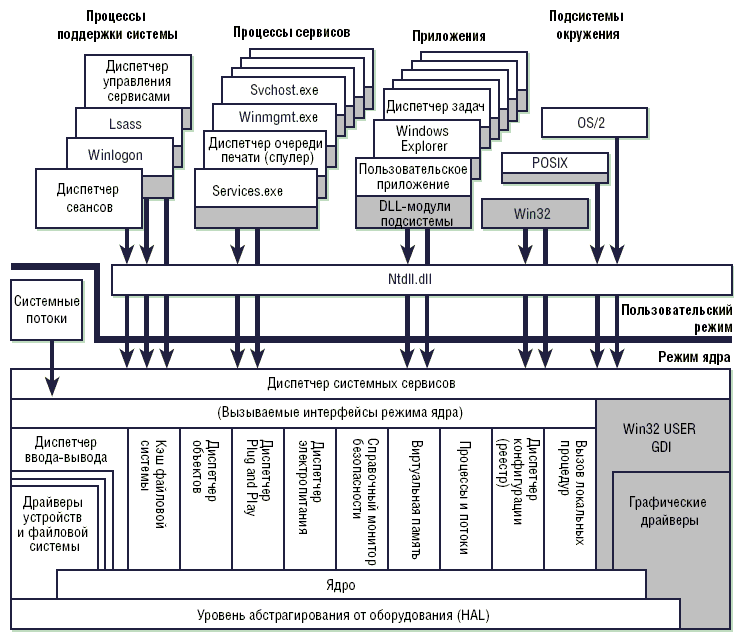 Процессы
поддержки системы
Процессы сервисов
Приложения
Подсистемы
окружения
Диспетчер
управления
сервисами
Lsass
Winlogon
Диспетчер
сеансов
Svchost.exe
Winmgmt.exe
Диспетчер очереди
печати (спулер)
Services.exe
Диспетчер задач
Windows
Explorer
Пользовательское
приложение
DLL-модули
подсистемы
OS/2
POSIX
Win32
Ntdll.dll
Системные
потоки
Пользовательский
режим
Режим ядра
Диспетчер системных сервисов
(Вызываемые интерфейсы режима ядра)
Диспетчер
ввода-вывода
Драйверы
устройств
и файловой
системы
Кэш файловой
системы
Диспетчер
объектов
Диспетчер
Plug and Play
Диспетчер
электропитания
Справочный монитор
безопасности
Виртуальная память
Процессы и потоки
Диспетчер
конфигурации
(реестр)
Вызов локальных
процедур
Win32 USER
GDI
Графические
драйверы
Ядро
Уровень абстрагирования от оборудования (HAL)